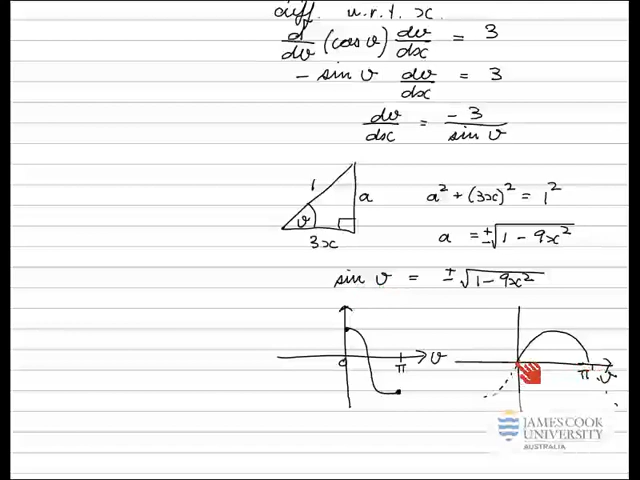 diff. w.r.t. x.
d/dv (cos v) dv/dx = 3
- sin v dv/dx = 3
dv/dx = -3/sin v
1 a
v
3x
a² + (3x)² = 1²
a = ±√1 - 9x²
sin v = ±√1 - 9x²
0 π v
π v
JAMES COOK
UNIVERSITY
AUSTRALIA